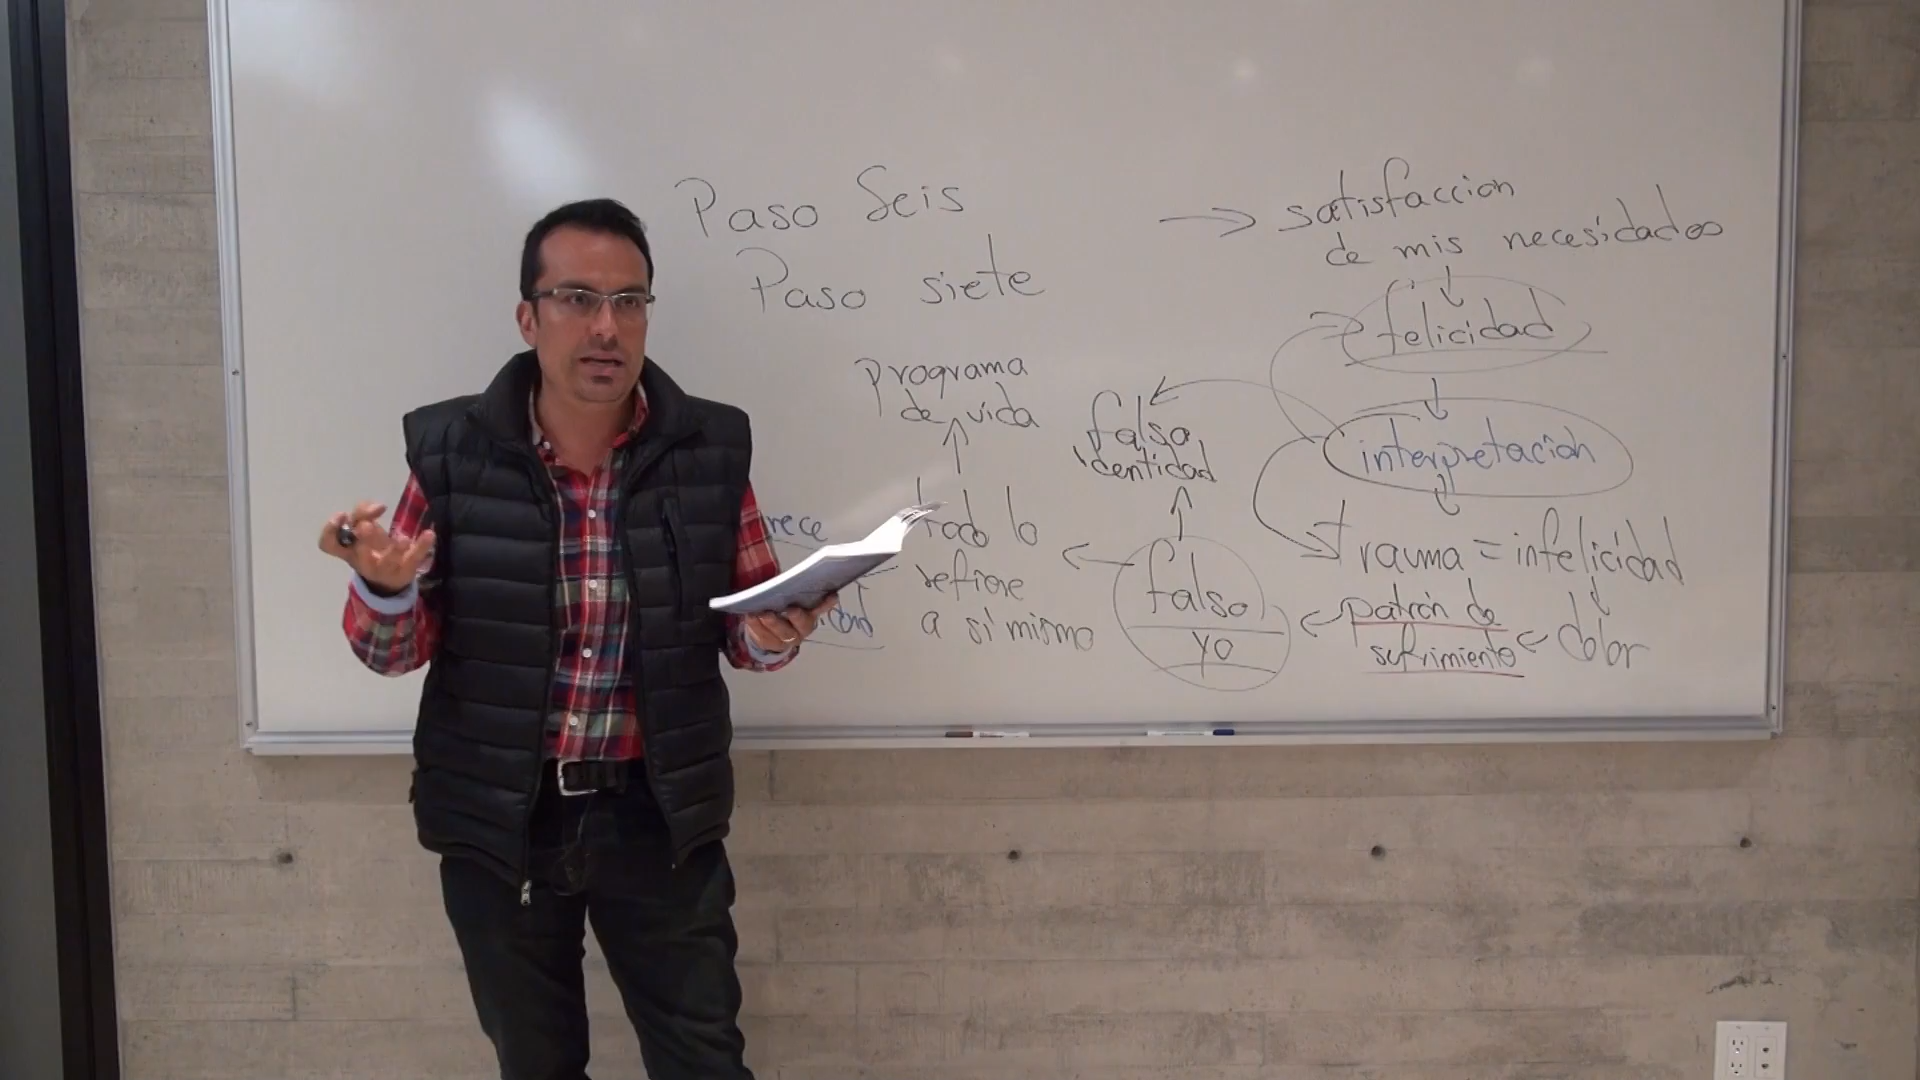 Paso Seis
Paso siete
→ satisfaccion
de mis necesidades
felicidad
interpretación
trauma = infelicidad
dolor
patrón de
sufrimiento
falso
yo
falsa
identidad
todo lo
refiere
a sí mismo
programa
de vida